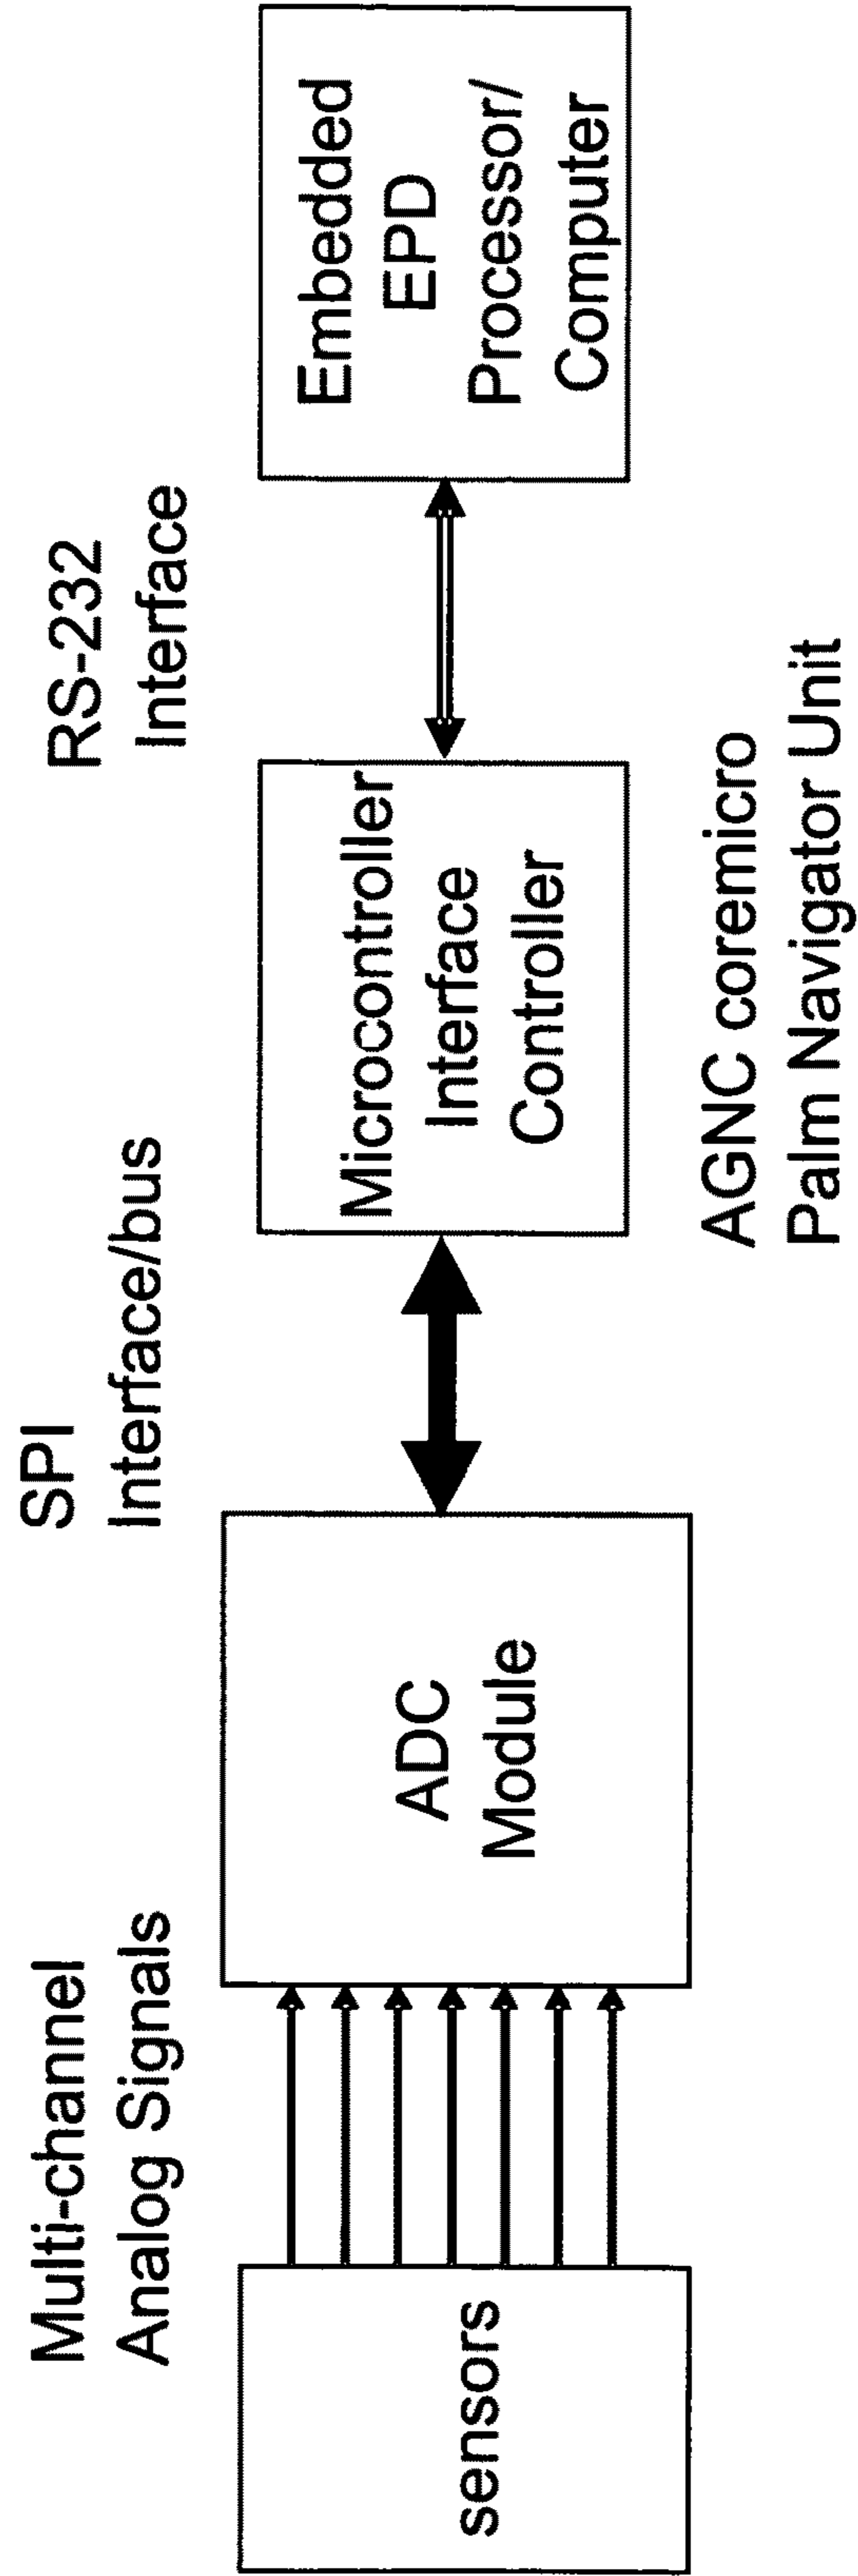 Multi-channel
Analog Signals
SPI
Interface/bus
RS-232
Interface
sensors
ADC
Module
Microcontroller
Interface
Controller
Embedded
EPD
Processor/
Computer
AGNC coremicro
Palm Navigator Unit